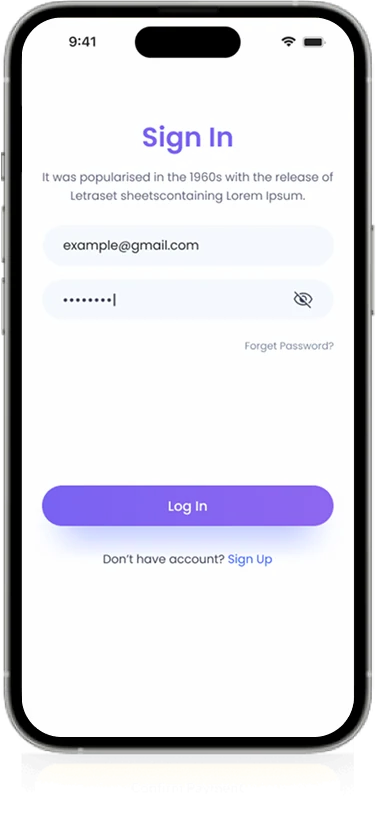 9:41
Sign In
It was popularised in the 1960s with the release of
Letraset sheetscontaining Lorem Ipsum.
example@gmail.com
••••••••
Forget Password?
Log In
Don't have account? Sign Up